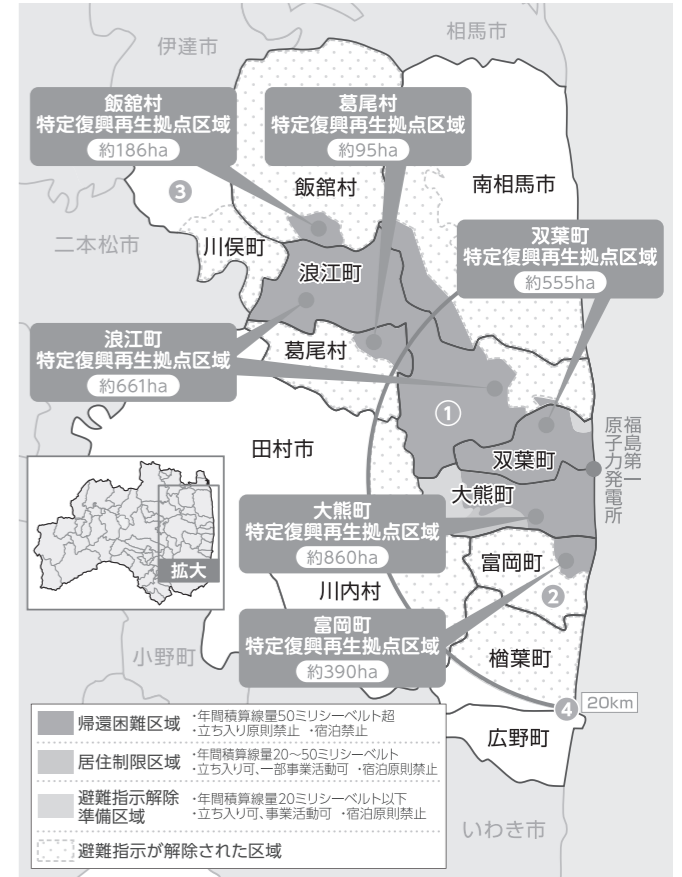 伊達市
相馬市
飯舘村
特定復興再生拠点区域
約186ha
葛尾村
特定復興再生拠点区域
約95ha
③
飯舘村
南相馬市
二本松市
川俣町
双葉町
特定復興再生拠点区域
約555ha
浪江町
浪江町
特定復興再生拠点区域
約661ha
葛尾村
①
田村市
双葉町
福島第一
原子力発電所
大熊町
大熊町
特定復興再生拠点区域
約860ha
拡大
富岡町
川内村
②
富岡町
特定復興再生拠点区域
約390ha
小野町
楢葉町
④
20km
広野町
帰還困難区域
・年間積算線量50ミリシーベルト超
・立ち入り原則禁止 ・宿泊禁止
居住制限区域
・年間積算線量20〜50ミリシーベルト
・立ち入り可、一部事業活動可 ・宿泊原則禁止
避難指示解除
準備区域
・年間積算線量20ミリシーベルト以下
・立ち入り可、事業活動可 ・宿泊原則禁止
避難指示が解除された区域
いわき市